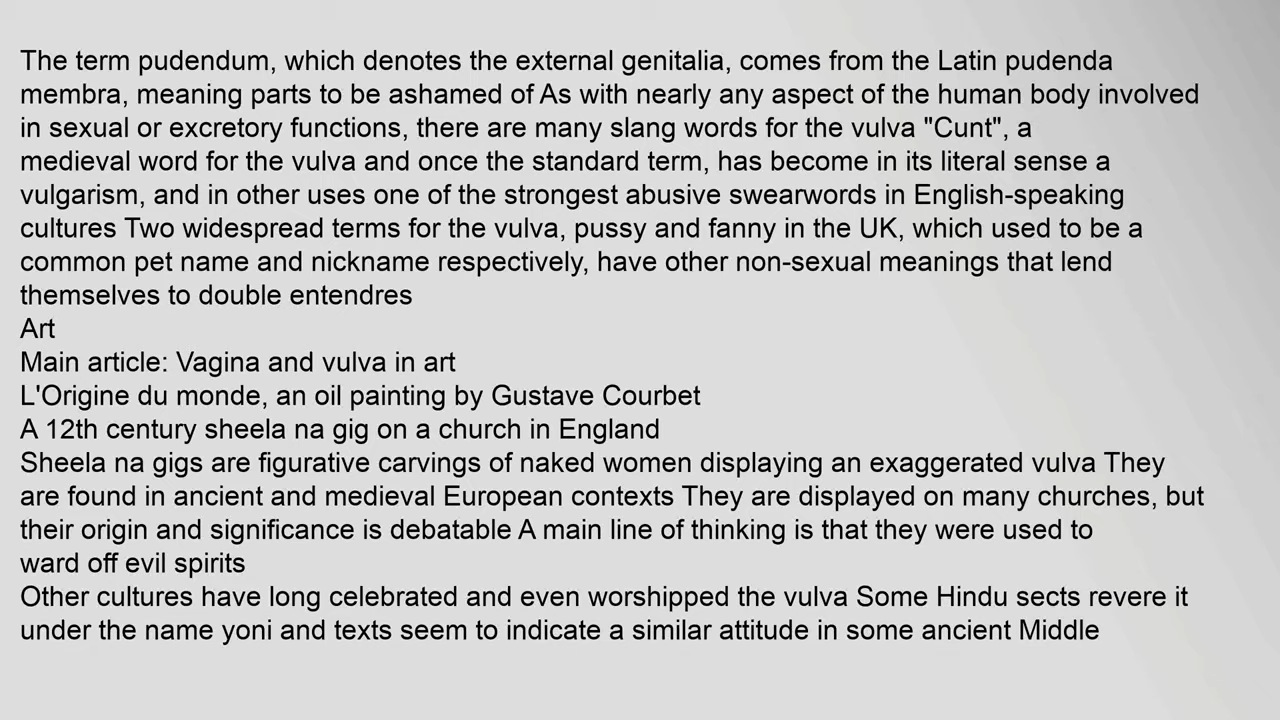 The term pudendum, which denotes the external genitalia, comes from the Latin pudenda
membra, meaning parts to be ashamed of As with nearly any aspect of the human body involved
in sexual or excretory functions, there are many slang words for the vulva "Cunt", a
medieval word for the vulva and once the standard term, has become in its literal sense a
vulgarism, and in other uses one of the strongest abusive swearwords in English-speaking
cultures Two widespread terms for the vulva, pussy and fanny in the UK, which used to be a
common pet name and nickname respectively, have other non-sexual meanings that lend
themselves to double entendres
Art
Main article: Vagina and vulva in art
L'Origine du monde, an oil painting by Gustave Courbet
A 12th century sheela na gig on a church in England
Sheela na gigs are figurative carvings of naked women displaying an exaggerated vulva They
are found in ancient and medieval European contexts They are displayed on many churches, but
their origin and significance is debatable A main line of thinking is that they were used to
ward off evil spirits
Other cultures have long celebrated and even worshipped the vulva Some Hindu sects revere it
under the name yoni and texts seem to indicate a similar attitude in some ancient Middle